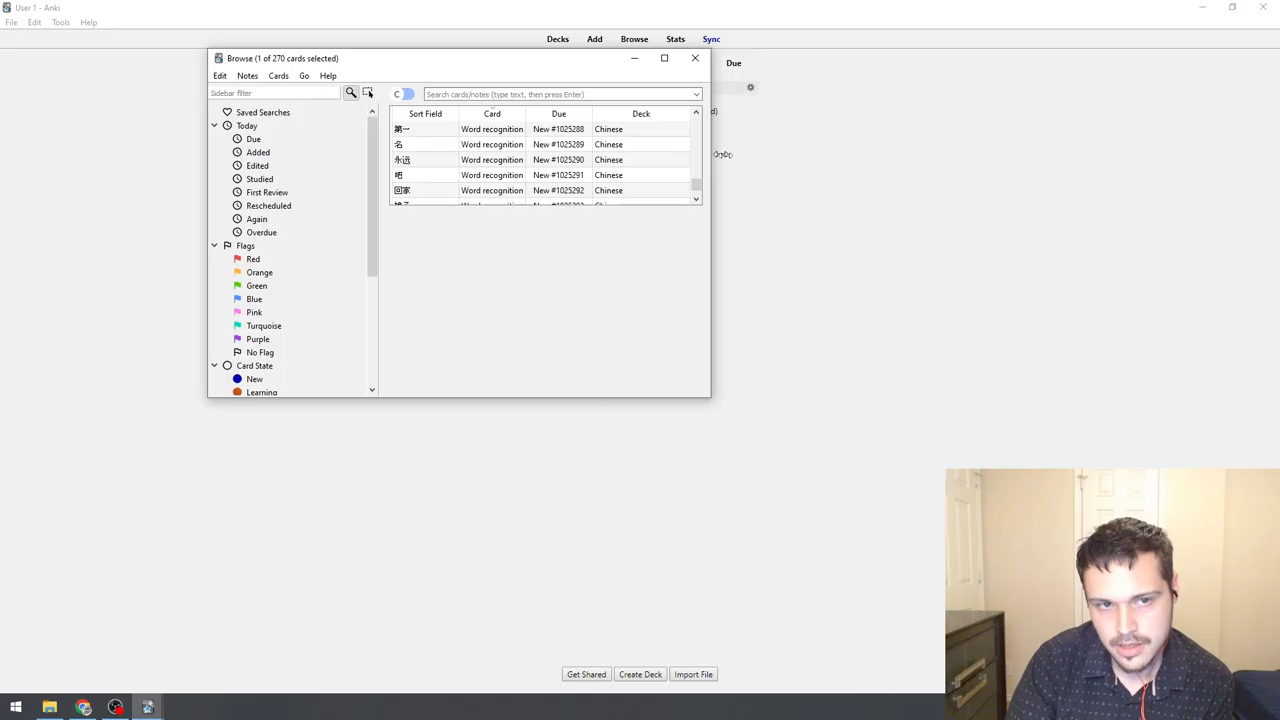 User 1 - Anki
File Edit Tools Help
Decks Add Browse Stats Sync
Browse (1 of 270 cards selected)
Due
Edit Notes Cards Go Help
Sidebar filter
C
Search cards/notes (type text, then press Enter)
Sort Field Card Due Deck
第一 Word recognition New #1025288 Chinese
名 Word recognition New #1025289 Chinese
永远 Word recognition New #1025290 Chinese
吧 Word recognition New #1025291 Chinese
回家 Word recognition New #1025292 Chinese
Saved Searches
Today
Due
Added
Edited
Studied
First Review
Rescheduled
Again
Overdue
Flags
Red
Orange
Green
Blue
Pink
Turquoise
Purple
No Flag
Card State
New
Learning
Get Shared Create Deck Import File